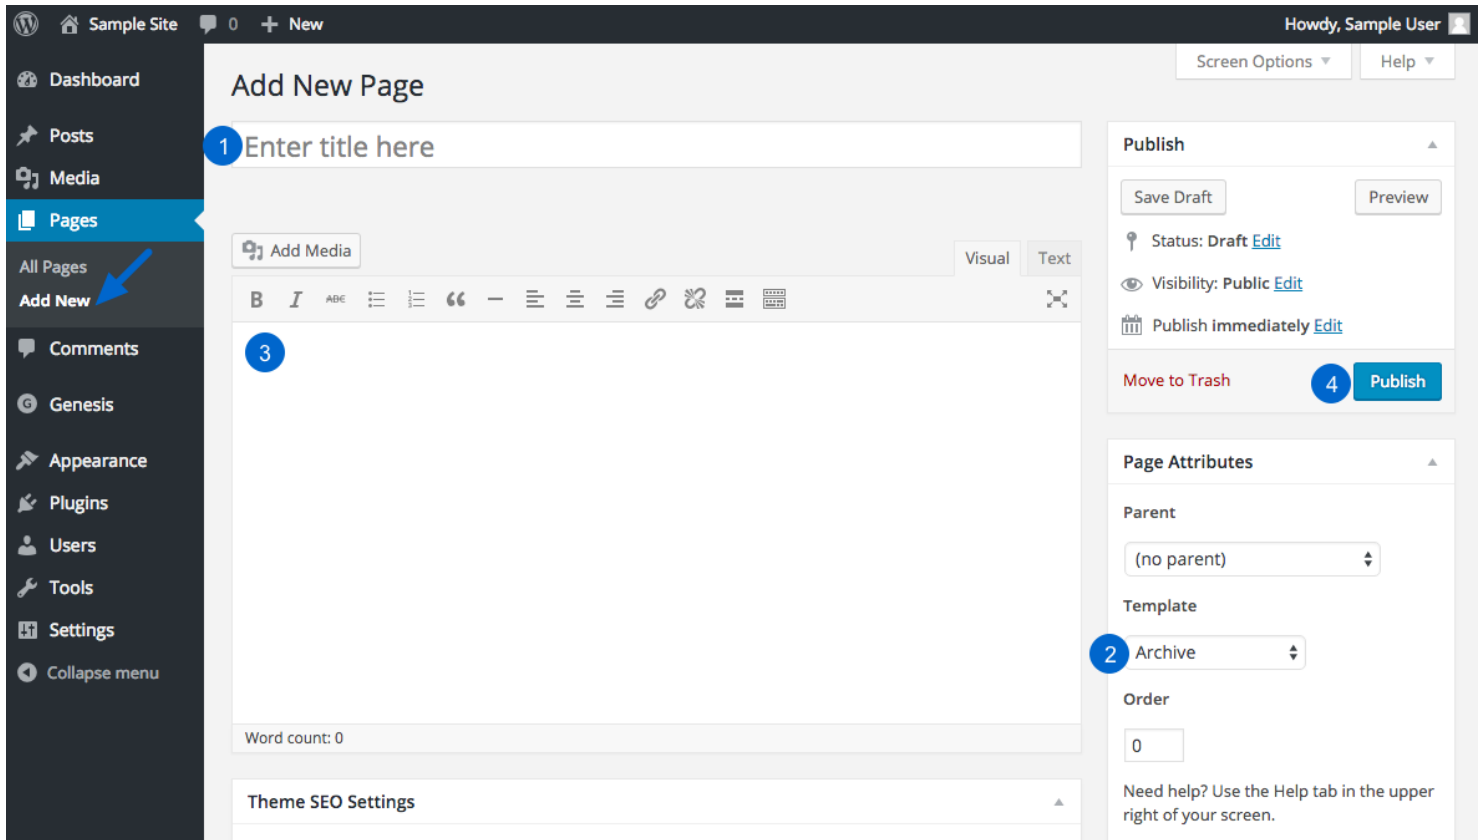 Sample Site 0 New Howdy, Sample User
Screen Options Help
Dashboard
Posts
Media
Pages
All Pages
Add New
Comments
Genesis
Appearance
Plugins
Users
Tools
Settings
Collapse menu
Add New Page
1 Enter title here
Add Media
Visual Text
B I ABC
3
Word count: 0
Theme SEO Settings
Publish
Save Draft Preview
Status: Draft Edit
Visibility: Public Edit
Publish immediately Edit
Move to Trash 4 Publish
Page Attributes
Parent
(no parent)
Template
2 Archive
Order
0
Need help? Use the Help tab in the upper
right of your screen.